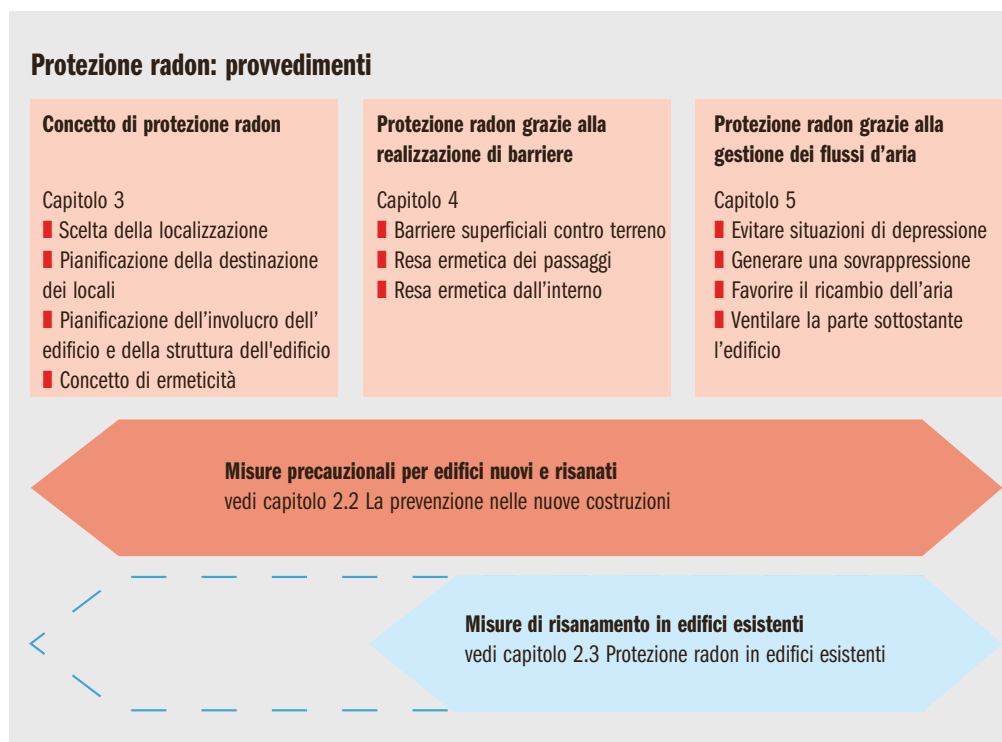 Protezione radon: provvedimenti
Concetto di protezione radon
Capitolo 3
Scelta della localizzazione
Pianificazione della destinazione
dei locali
Pianificazione dell'involucro dell'
edificio e della struttura dell'edificio
Concetto di ermeticità
Protezione radon grazie alla
realizzazione di barriere
Capitolo 4
Barriere superficiali contro terreno
Resa ermetica dei passaggi
Resa ermetica dall'interno
Protezione radon grazie alla
gestione dei flussi d'aria
Capitolo 5
Evitare situazioni di depressione
Generare una sovrappressione
Favorire il ricambio dell'aria
Ventilare la parte sottostante
l'edificio
Misure precauzionali per edifici nuovi e risanati
vedi capitolo 2.2 La prevenzione nelle nuove costruzioni
Misure di risanamento in edifici esistenti
vedi capitolo 2.3 Protezione radon in edifici esistenti